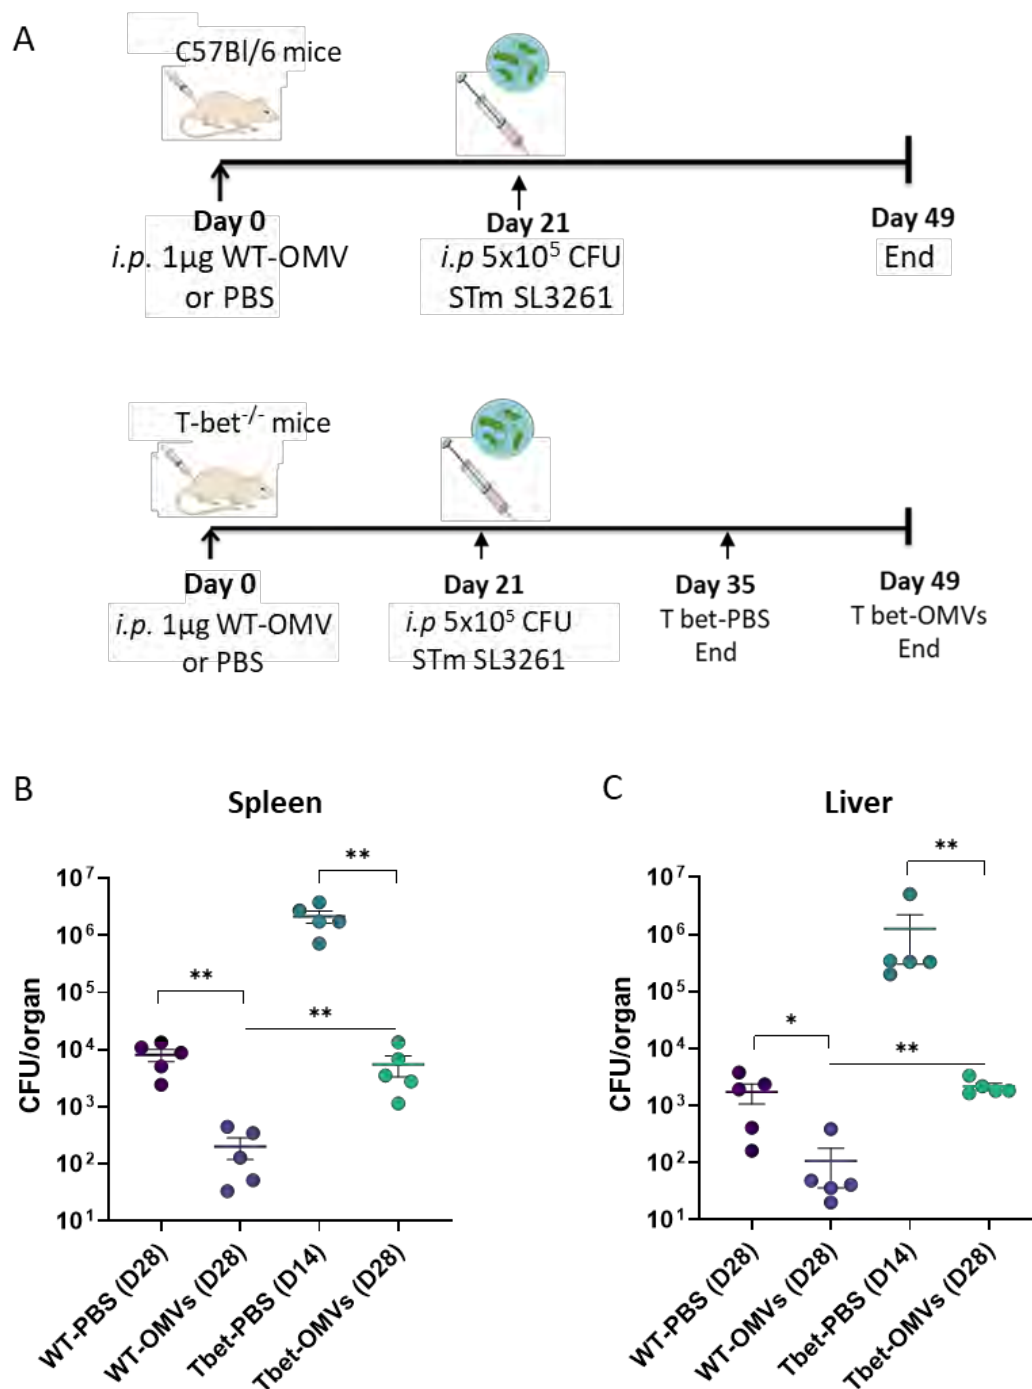 A
C57Bl/6 mice
Day 0
i.p. 1µg WT-OMV
or PBS
Day 21
i.p 5x10⁵ CFU
STm SL3261
Day 49
End
T-bet⁻/⁻ mice
Day 0
i.p. 1µg WT-OMV
or PBS
Day 21
i.p 5x10⁵ CFU
STm SL3261
Day 35
T bet-PBS
End
Day 49
T bet-OMVs
End
B
Spleen
CFU/organ
10⁷
10⁶
10⁵
10⁴
10³
10²
10¹
**
**
**
WT-PBS (D28)
WT-OMVs (D28)
Tbet-PBS (D14)
Tbet-OMVs (D28)
C
Liver
CFU/organ
10⁷
10⁶
10⁵
10⁴
10³
10²
10¹
**
*
**
WT-PBS (D28)
WT-OMVs (D28)
Tbet-PBS (D14)
Tbet-OMVs (D28)